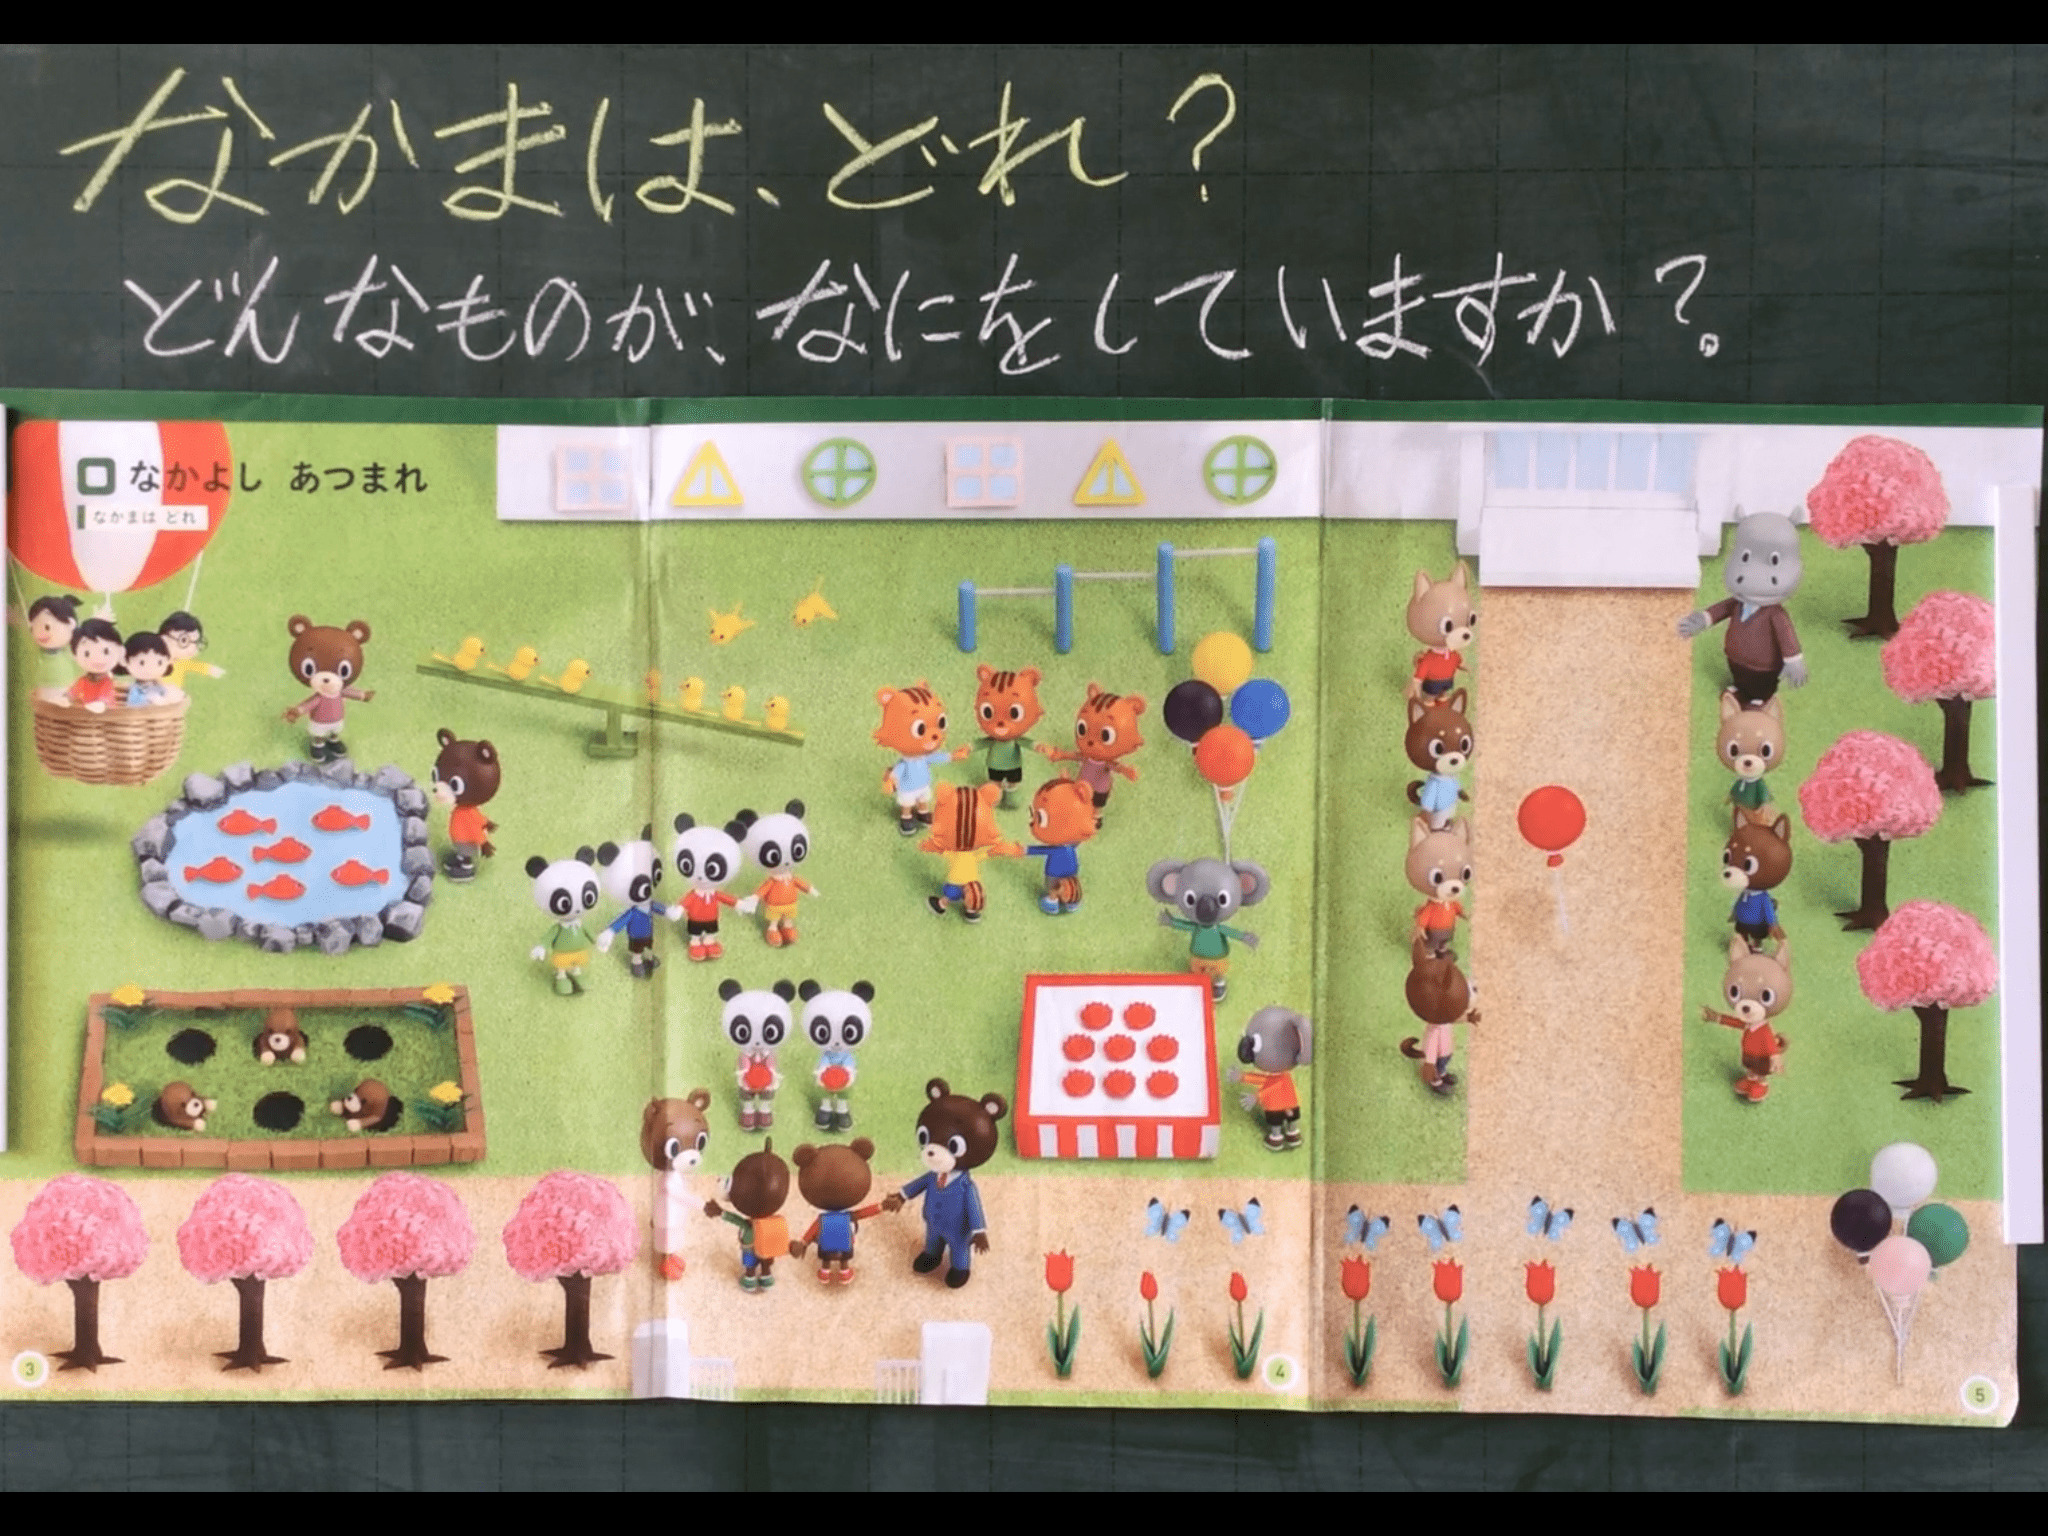 なかまは、どれ?
どんなものが、なにをしていますか?
なかよし あつまれ
なかまは どれ
3
4
5